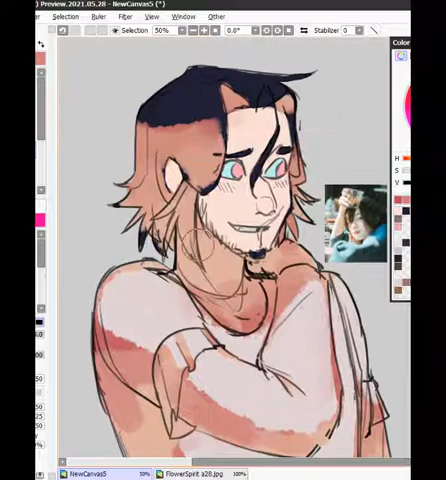 ) Preview.2021.05.28 - NewCanvas5 (*)
Selection Ruler Filter View Window Other
Selection 50% 0.0° Stabilizer 0
Color
H
S
V
NewCanvas5 50% FlowerSpirit a28.jpg 100%